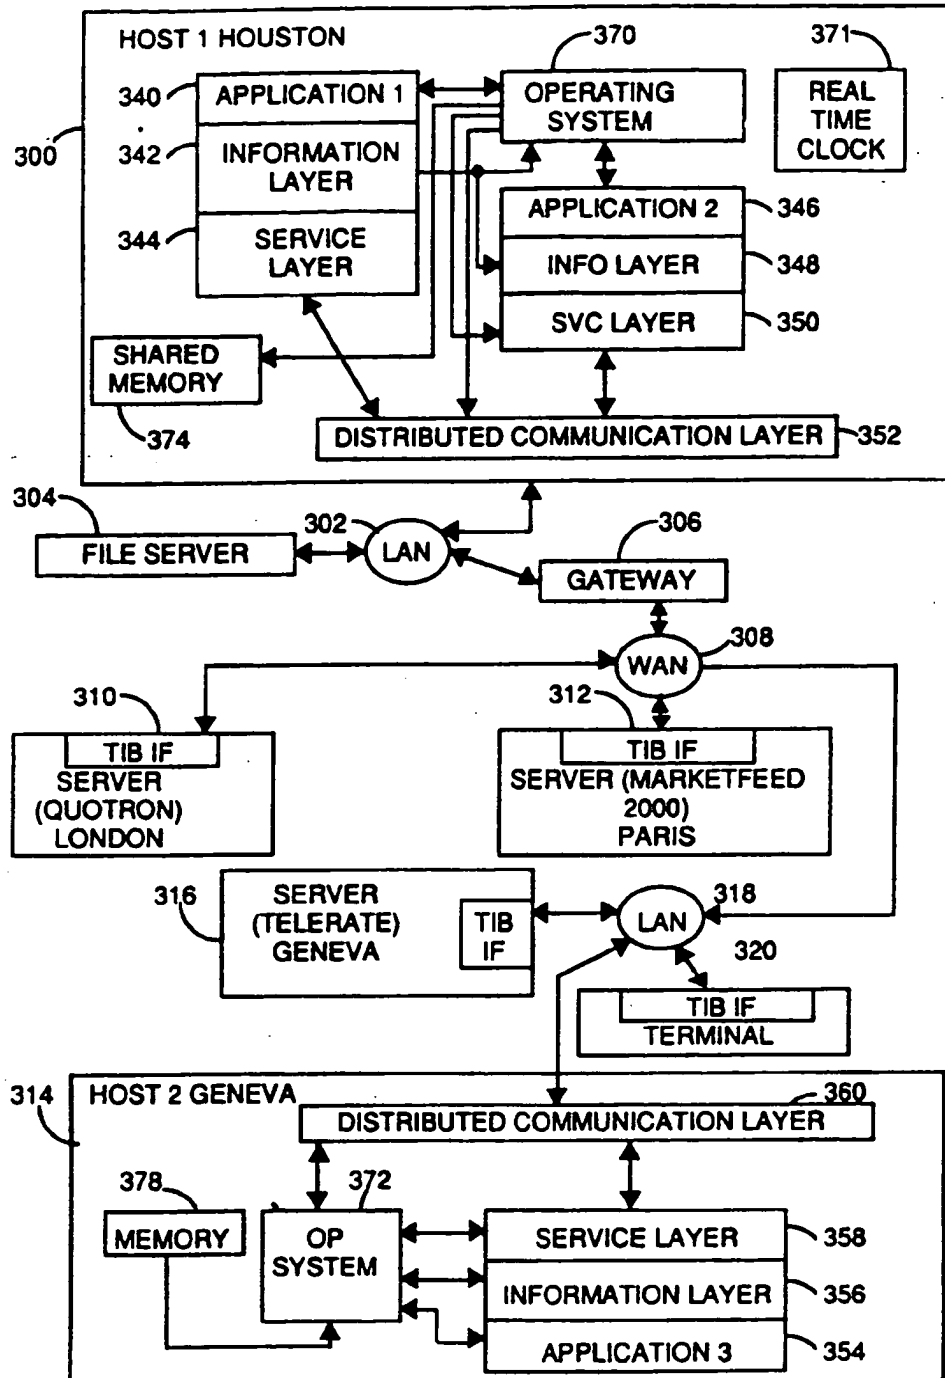 HOST 1 HOUSTON
370
371
340
APPLICATION 1
OPERATING
SYSTEM
REAL
TIME
CLOCK
300
342
INFORMATION
LAYER
344
SERVICE
LAYER
APPLICATION 2
346
INFO LAYER
348
SVC LAYER
350
SHARED
MEMORY
374
DISTRIBUTED COMMUNICATION LAYER
352
304
302
306
FILE SERVER
LAN
GATEWAY
308
WAN
310
312
TIB IF
SERVER
(QUOTRON)
LONDON
TIB IF
SERVER (MARKETFEED
2000)
PARIS
316
SERVER
(TELERATE)
GENEVA
TIB
IF
318
LAN
320
TIB IF
TERMINAL
314
HOST 2 GENEVA
360
DISTRIBUTED COMMUNICATION LAYER
378
372
MEMORY
OP
SYSTEM
SERVICE LAYER
358
INFORMATION LAYER
356
APPLICATION 3
354